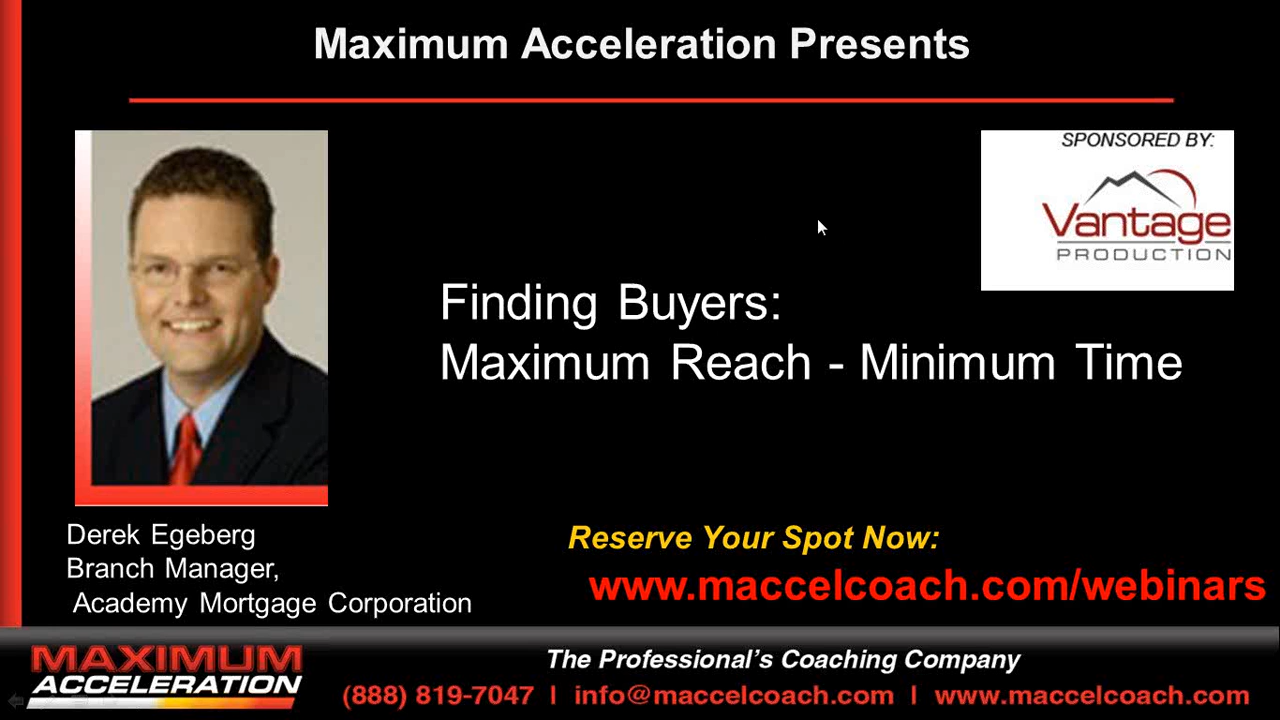 Maximum Acceleration Presents
SPONSORED BY:
Vantage
PRODUCTION
Finding Buyers:
Maximum Reach - Minimum Time
Derek Egeberg
Branch Manager,
Academy Mortgage Corporation
Reserve Your Spot Now:
www.maccelcoach.com/webinars
MAXIMUM
ACCELERATION
The Professional's Coaching Company
(888) 819-7047 | info@maccelcoach.com | www.maccelcoach.com